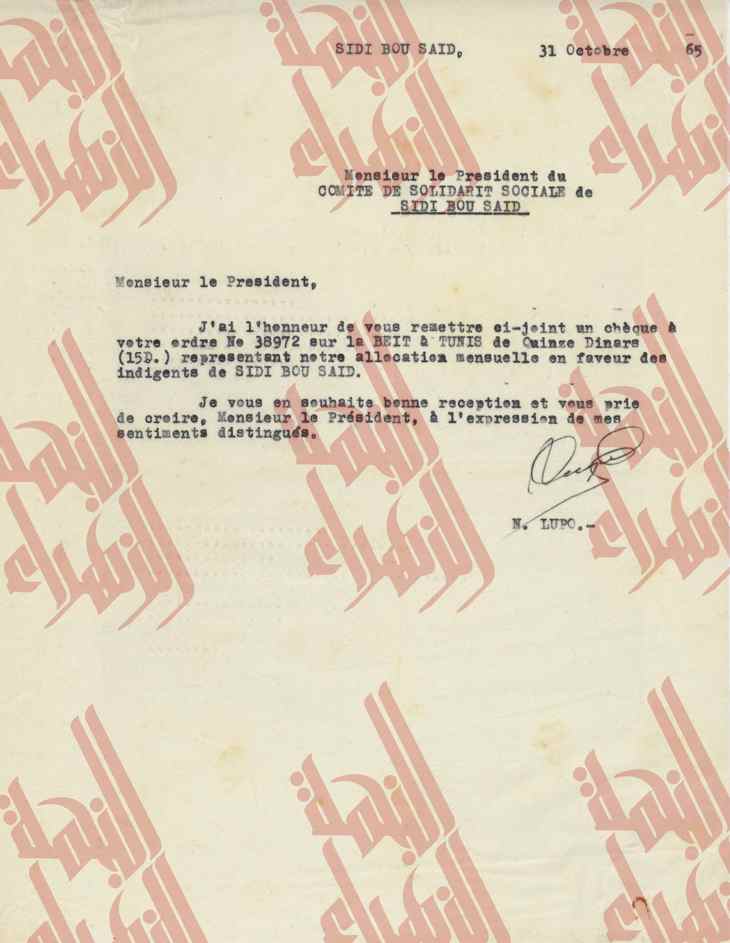 SIDI BOU SAID, 31 Octobre 65
Monsieur le President du
COMITE DE SOLIDARIT SOCIALE de
SIDI BOU SAID
Monsieur le President,
J'ai l'honneur de vous remettre ci-joint un chèque à
votre ordre No 38972 sur la BEIT à TUNIS de Quinze Dinars
(15D.) representant notre allocation mensuelle en faveur des
indigents de SIDI BOU SAID.
Je vous en souhaite bonne reception et vous prie
de croire, Monsieur le Président, à l'expression de mes
sentiments distingués.
N. LUPO.-
النجمة
الزهراء